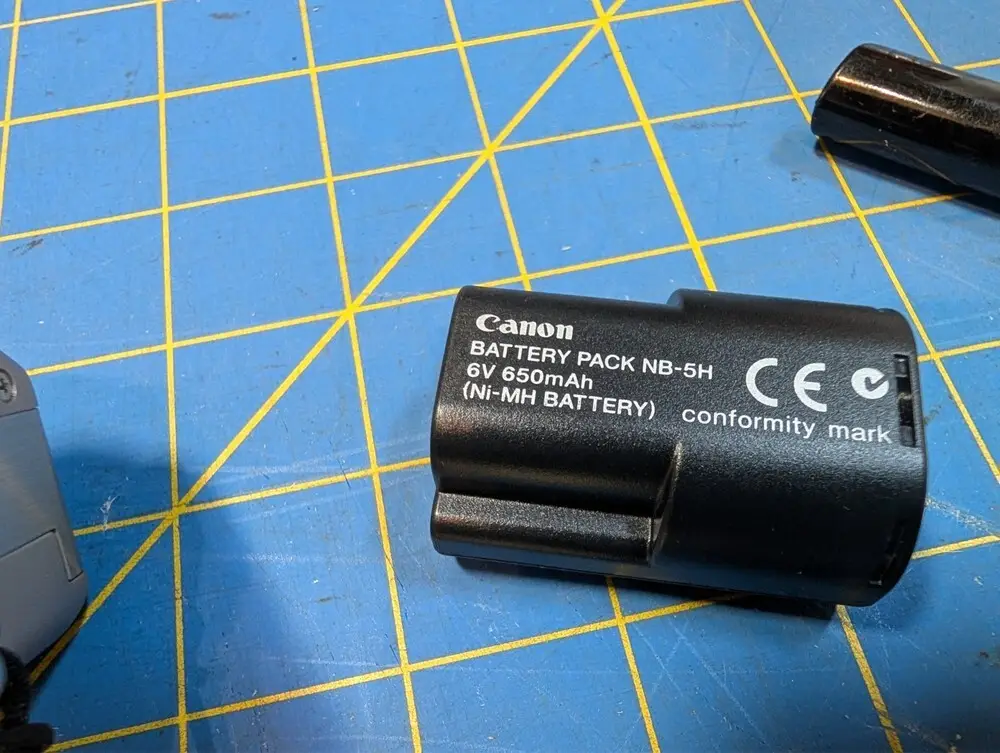 Canon
BATTERY PACK NB-5H
6V 650mAh
(Ni-MH BATTERY)
CE
conformity mark